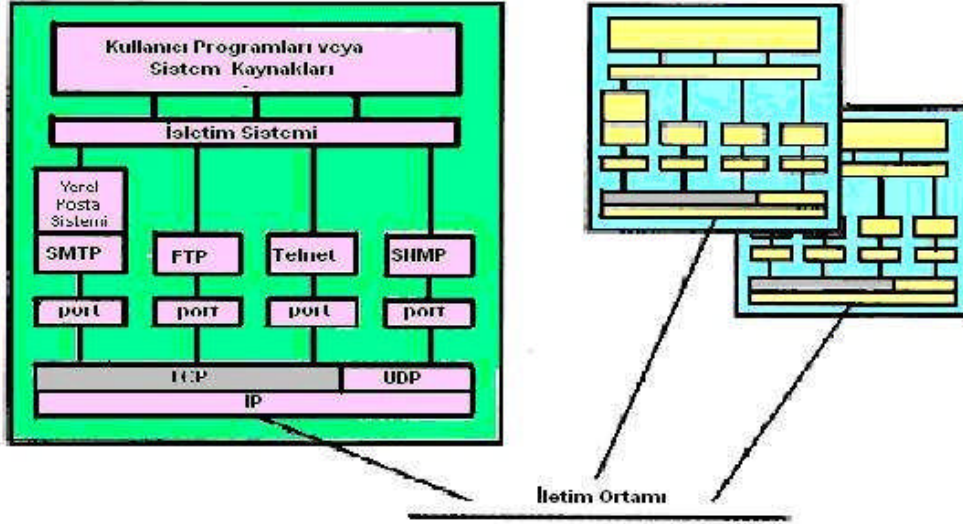 Kullanıcı Programları veya
Sistem Kaynakları
İşletim Sistemi
Yerel
Posta
Sistemi
SMTP
FTP
Telnet
SNMP
port
port
port
port
TCP
UDP
IP
İletim Ortamı